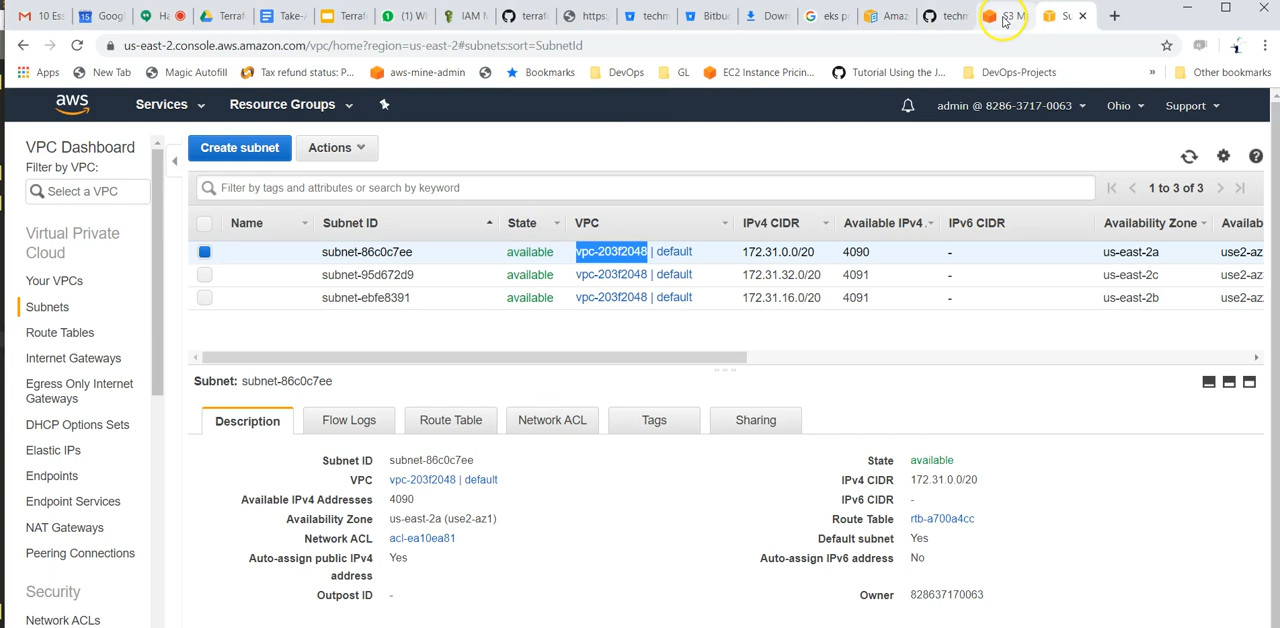 10 Ess
Googl
Ha
Terraf
Take-
Terraf
(1) W
IAM M
terraf
https:
techm
Bitbuc
Down
eks p
Amaz
techm
S3 M
Su
us-east-2.console.aws.amazon.com/vpc/home?region=us-east-2#subnets:sort=SubnetId
Apps
New Tab
Magic Autofill
Tax refund status: P...
aws-mine-admin
Bookmarks
DevOps
GL
EC2 Instance Pricin...
Tutorial Using the J...
DevOps-Projects
»
Other bookmarks
aws
Services
Resource Groups
admin @ 8286-3717-0063
Ohio
Support
VPC Dashboard
Filter by VPC:
Select a VPC
Virtual Private
Cloud
Your VPCs
Subnets
Route Tables
Internet Gateways
Egress Only Internet
Gateways
DHCP Options Sets
Elastic IPs
Endpoints
Endpoint Services
NAT Gateways
Peering Connections
Security
Network ACLs
Create subnet
Actions
Filter by tags and attributes or search by keyword
1 to 3 of 3
Name Subnet ID State VPC IPv4 CIDR Available IPv4 IPv6 CIDR Availability Zone Availab
subnet-86c0c7ee available vpc-203f2048 | default 172.31.0.0/20 4090 - us-east-2a use2-az
subnet-95d672d9 available vpc-203f2048 | default 172.31.32.0/20 4091 - us-east-2c use2-az
subnet-ebfe8391 available vpc-203f2048 | default 172.31.16.0/20 4091 - us-east-2b use2-az
Subnet: subnet-86c0c7ee
Description
Flow Logs
Route Table
Network ACL
Tags
Sharing
Subnet ID subnet-86c0c7ee
VPC vpc-203f2048 | default
Available IPv4 Addresses 4090
Availability Zone us-east-2a (use2-az1)
Network ACL acl-ea10ea81
Auto-assign public IPv4 Yes
address
Outpost ID -
State available
IPv4 CIDR 172.31.0.0/20
IPv6 CIDR -
Route Table rtb-a700a4cc
Default subnet Yes
Auto-assign IPv6 address No
Owner 828637170063